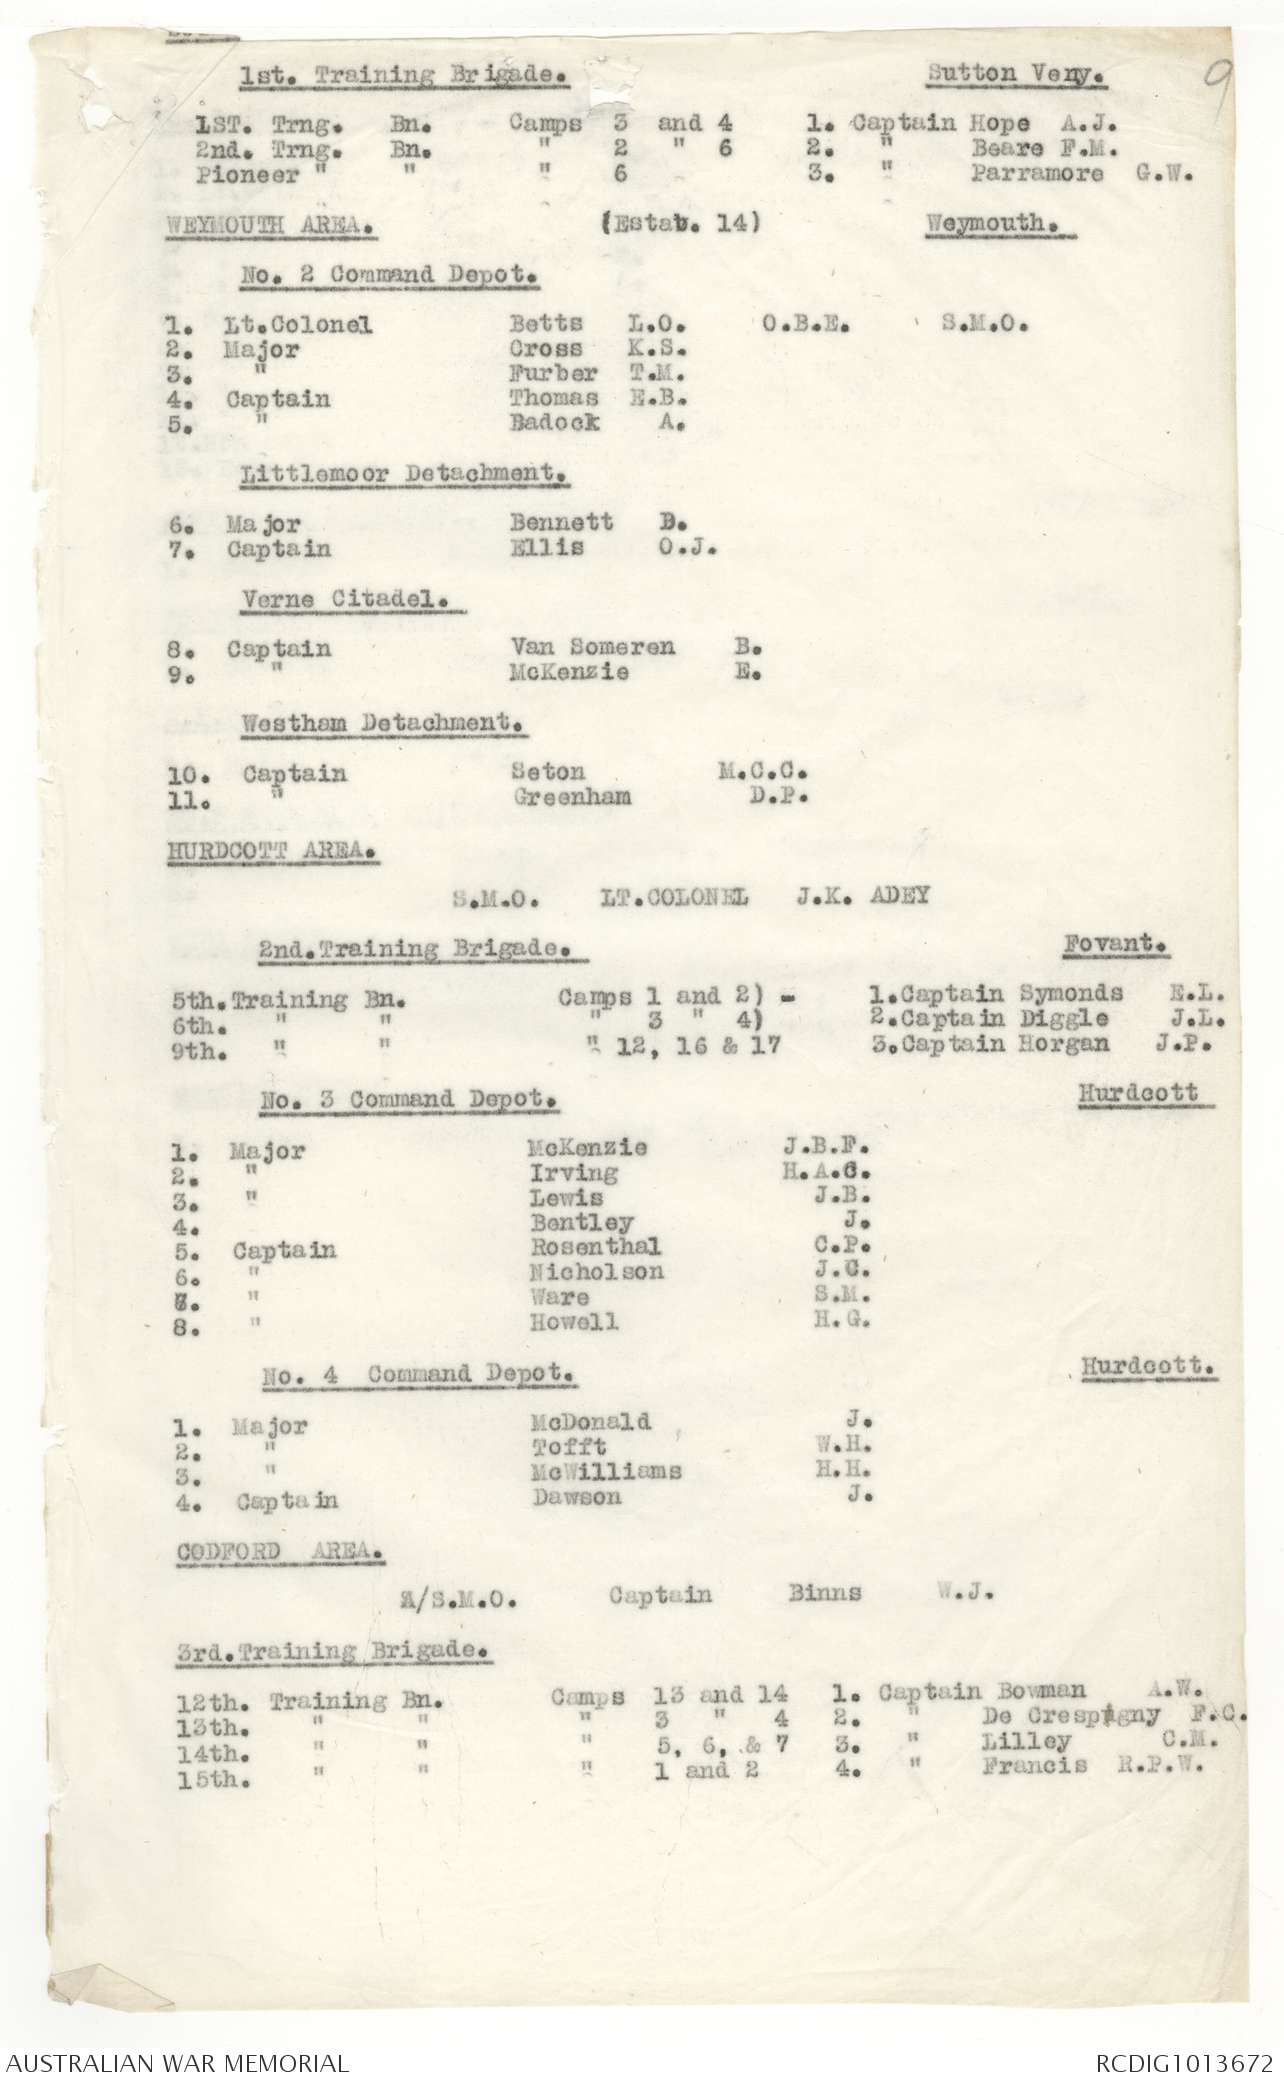 9
1st. Training Brigade. Sutton Veny.
1ST. Trng. Bn. Camps 3 and 4 1. Captain Hope A.J.
2nd. Trng. Bn. " 2 " 6 2. " Beare F.M.
Pioneer " " " 6 3. " Parramore G.W.
WEYMOUTH AREA. (Estab. 14) Weymouth.
No. 2 Command Depot.
1. Lt.Colonel Betts L.O. O.B.E. S.M.O.
2. Major Cross K.S.
3. " Furber T.M.
4. Captain Thomas E.B.
5. " Badock A.
Littlemoor Detachment.
6. Major Bennett B.
7. Captain Ellis O.J.
Verne Citadel.
8. Captain Van Someren B.
9. " McKenzie E.
Westham Detachment.
10. Captain Seton M.C.C.
11. " Greenham D.P.
HURDCOTT AREA.
S.M.O. LT.COLONEL J.K. ADEY
2nd.Training Brigade. Fovant.
5th.Training Bn. Camps 1 and 2) - 1.Captain Symonds E.L.
6th. " " " 3 " 4) 2.Captain Diggle J.L.
9th. " " " 12, 16 & 17 3.Captain Horgan J.P.
No. 3 Command Depot. Hurdcott
1. Major McKenzie J.B.F.
2. " Irving H.A.C.
3. " Lewis J.B.
4. Bentley J.
5. Captain Rosenthal C.P.
6. " Nicholson J.C.
7. " Ware S.M.
8. " Howell H.G.
No. 4 Command Depot. Hurdcott.
1. Major McDonald J.
2. " Tofft W.H.
3. " McWilliams H.H.
4. Captain Dawson J.
CODFORD AREA.
A/S.M.O. Captain Binns W.J.
3rd.Training Brigade.
12th. Training Bn. Camps 13 and 14 1. Captain Bowman A.W.
13th. " " " 3 " 4 2. " De Crespigny F.C.
14th. " " " 5, 6, & 7 3. " Lilley C.M.
15th. " " " 1 and 2 4. " Francis R.P.W.
AUSTRALIAN WAR MEMORIAL RCDIG1013672